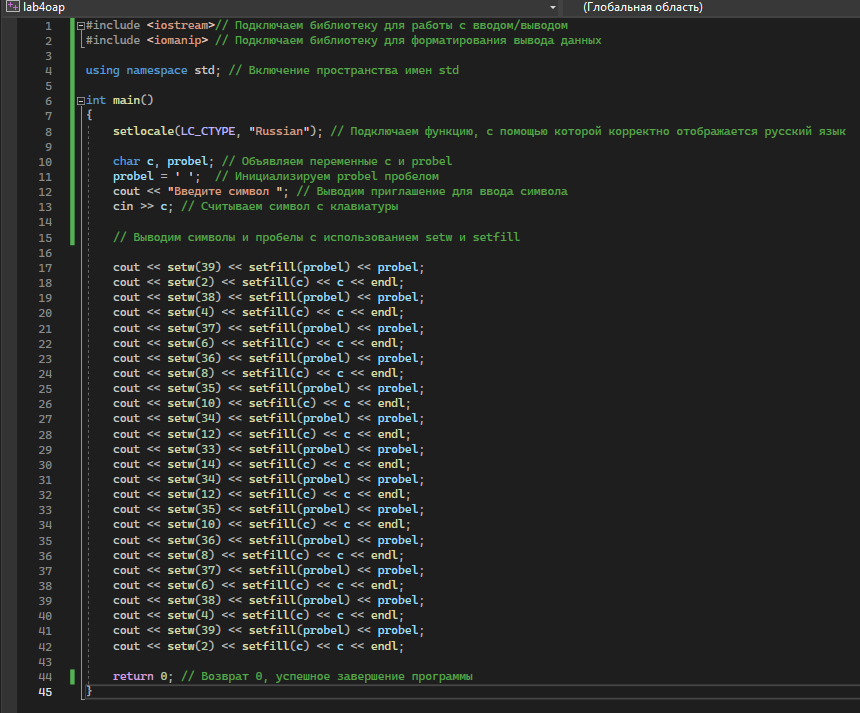 lab4oap (Глобальная область)
1 #include <iostream>// Подключаем библиотеку для работы с вводом/выводом
2 #include <iomanip> // Подключаем библиотеку для форматирования вывода данных
3
4 using namespace std; // Включение пространства имен std
5
6 int main()
7 {
8 setlocale(LC_CTYPE, "Russian"); // Подключаем функцию, с помощью которой корректно отображается русский язык
9
10 char c, probel; // Объявляем переменные c и probel
11 probel = ' '; // Инициализируем probel пробелом
12 cout << "Введите символ "; // Выводим приглашение для ввода символа
13 cin >> c; // Считываем символ с клавиатуры
14
15 // Выводим символы и пробелы с использованием setw и setfill
16
17 cout << setw(39) << setfill(probel) << probel;
18 cout << setw(2) << setfill(c) << c << endl;
19 cout << setw(38) << setfill(probel) << probel;
20 cout << setw(4) << setfill(c) << c << endl;
21 cout << setw(37) << setfill(probel) << probel;
22 cout << setw(6) << setfill(c) << c << endl;
23 cout << setw(36) << setfill(probel) << probel;
24 cout << setw(8) << setfill(c) << c << endl;
25 cout << setw(35) << setfill(probel) << probel;
26 cout << setw(10) << setfill(c) << c << endl;
27 cout << setw(34) << setfill(probel) << probel;
28 cout << setw(12) << setfill(c) << c << endl;
29 cout << setw(33) << setfill(probel) << probel;
30 cout << setw(14) << setfill(c) << c << endl;
31 cout << setw(34) << setfill(probel) << probel;
32 cout << setw(12) << setfill(c) << c << endl;
33 cout << setw(35) << setfill(probel) << probel;
34 cout << setw(10) << setfill(c) << c << endl;
35 cout << setw(36) << setfill(probel) << probel;
36 cout << setw(8) << setfill(c) << c << endl;
37 cout << setw(37) << setfill(probel) << probel;
38 cout << setw(6) << setfill(c) << c << endl;
39 cout << setw(38) << setfill(probel) << probel;
40 cout << setw(4) << setfill(c) << c << endl;
41 cout << setw(39) << setfill(probel) << probel;
42 cout << setw(2) << setfill(c) << c << endl;
43
44 return 0; // Возврат 0, успешное завершение программы
45 }